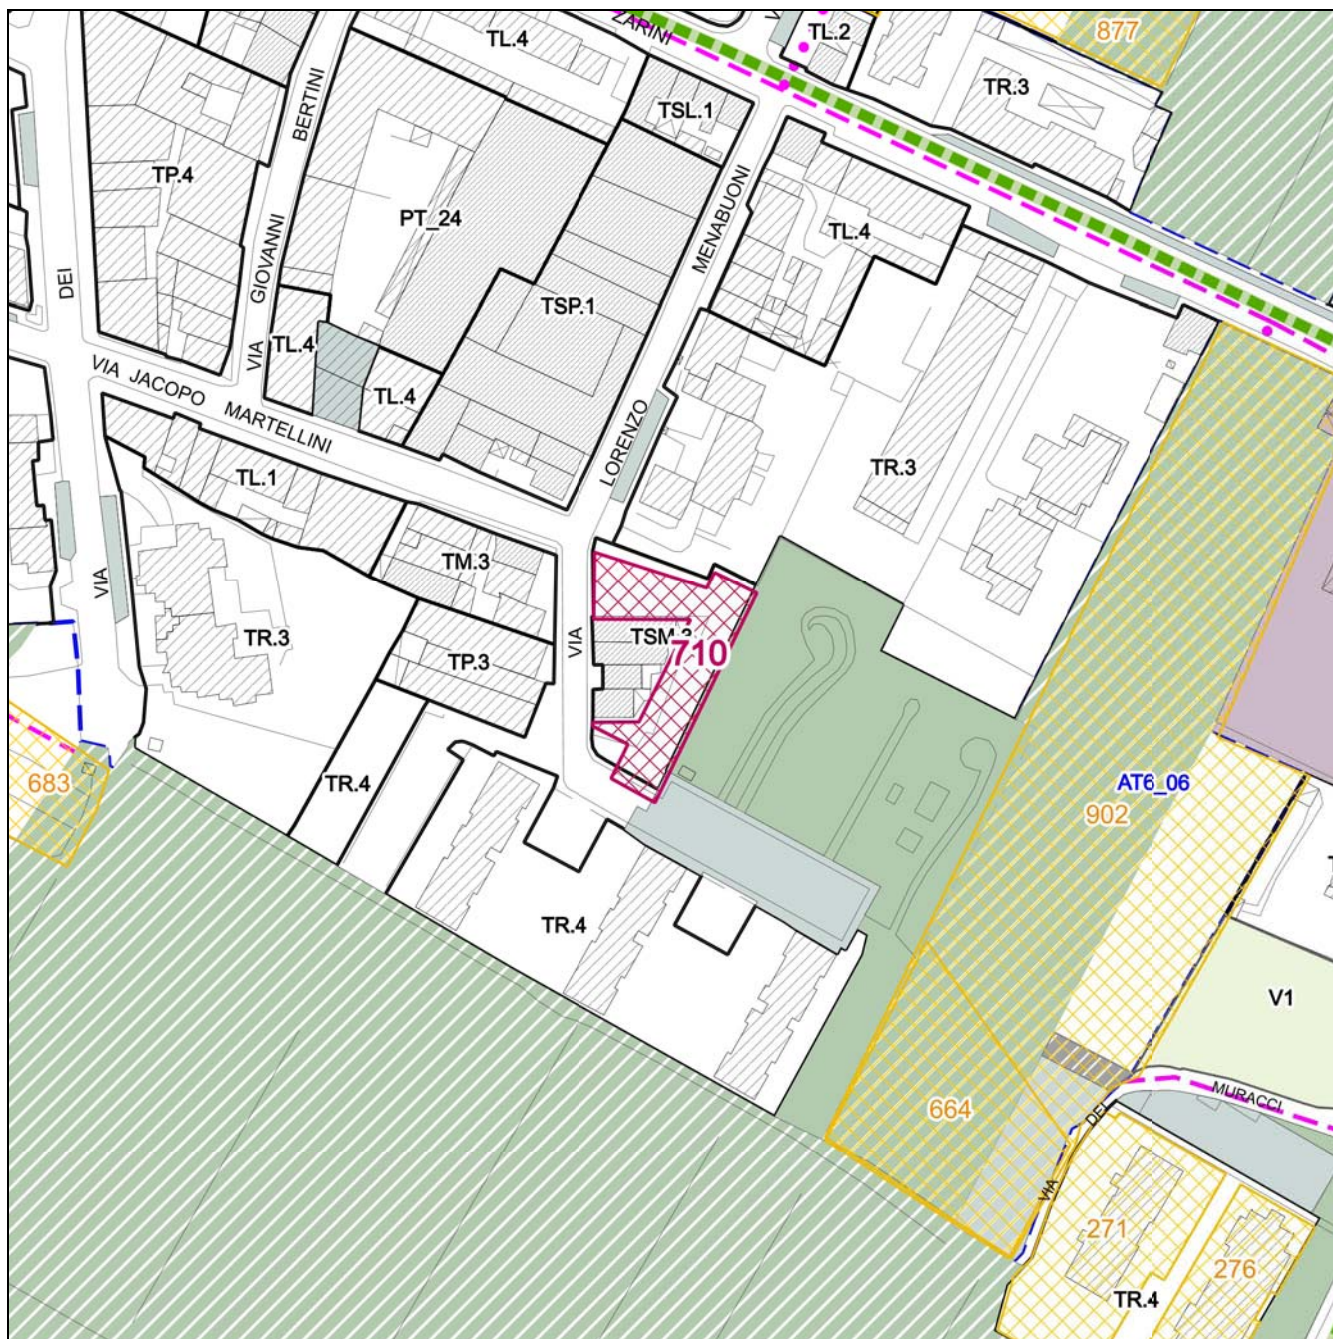 877
ZARINI
TL.2
TL.4
TR.3
TSL.1
BERTINI
TP.4
MENABUONI
PT_24
TL.4
GIOVANNI
DEI
TSP.1
TL.4
VIA
VIA JACOPO MARTELLINI
TL.4
LORENZO
TR.3
TL.1
TM.3
VIA
TR.3
VIA
TSM.3
710
TP.3
683
TR.4
AT6_06
902
TR.4
V1
MURACCI
664
DEI
VIA
271
276
TR.4